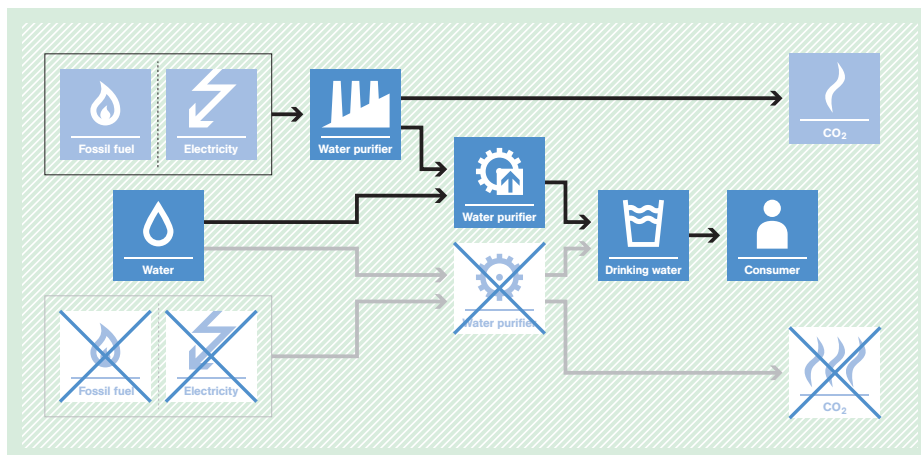 Fossil fuel
Electricity
Water purifier
CO₂
Water purifier
Water
Drinking water
Consumer
Water purifier
Fossil fuel
Electricity
CO₂